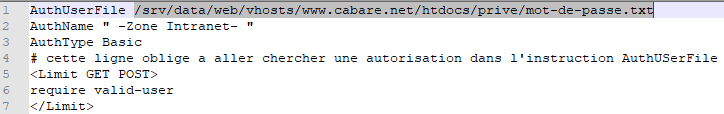 1 AuthUserFile /srv/data/web/vhosts/www.cabare.net/htdocs/prive/mot-de-passe.txt
2 AuthName " -Zone Intranet- "
3 AuthType Basic
4 # cette ligne oblige a aller chercher une autorisation dans l'instruction AuthUSerFile
5 <Limit GET POST>
6 require valid-user
7 </Limit>